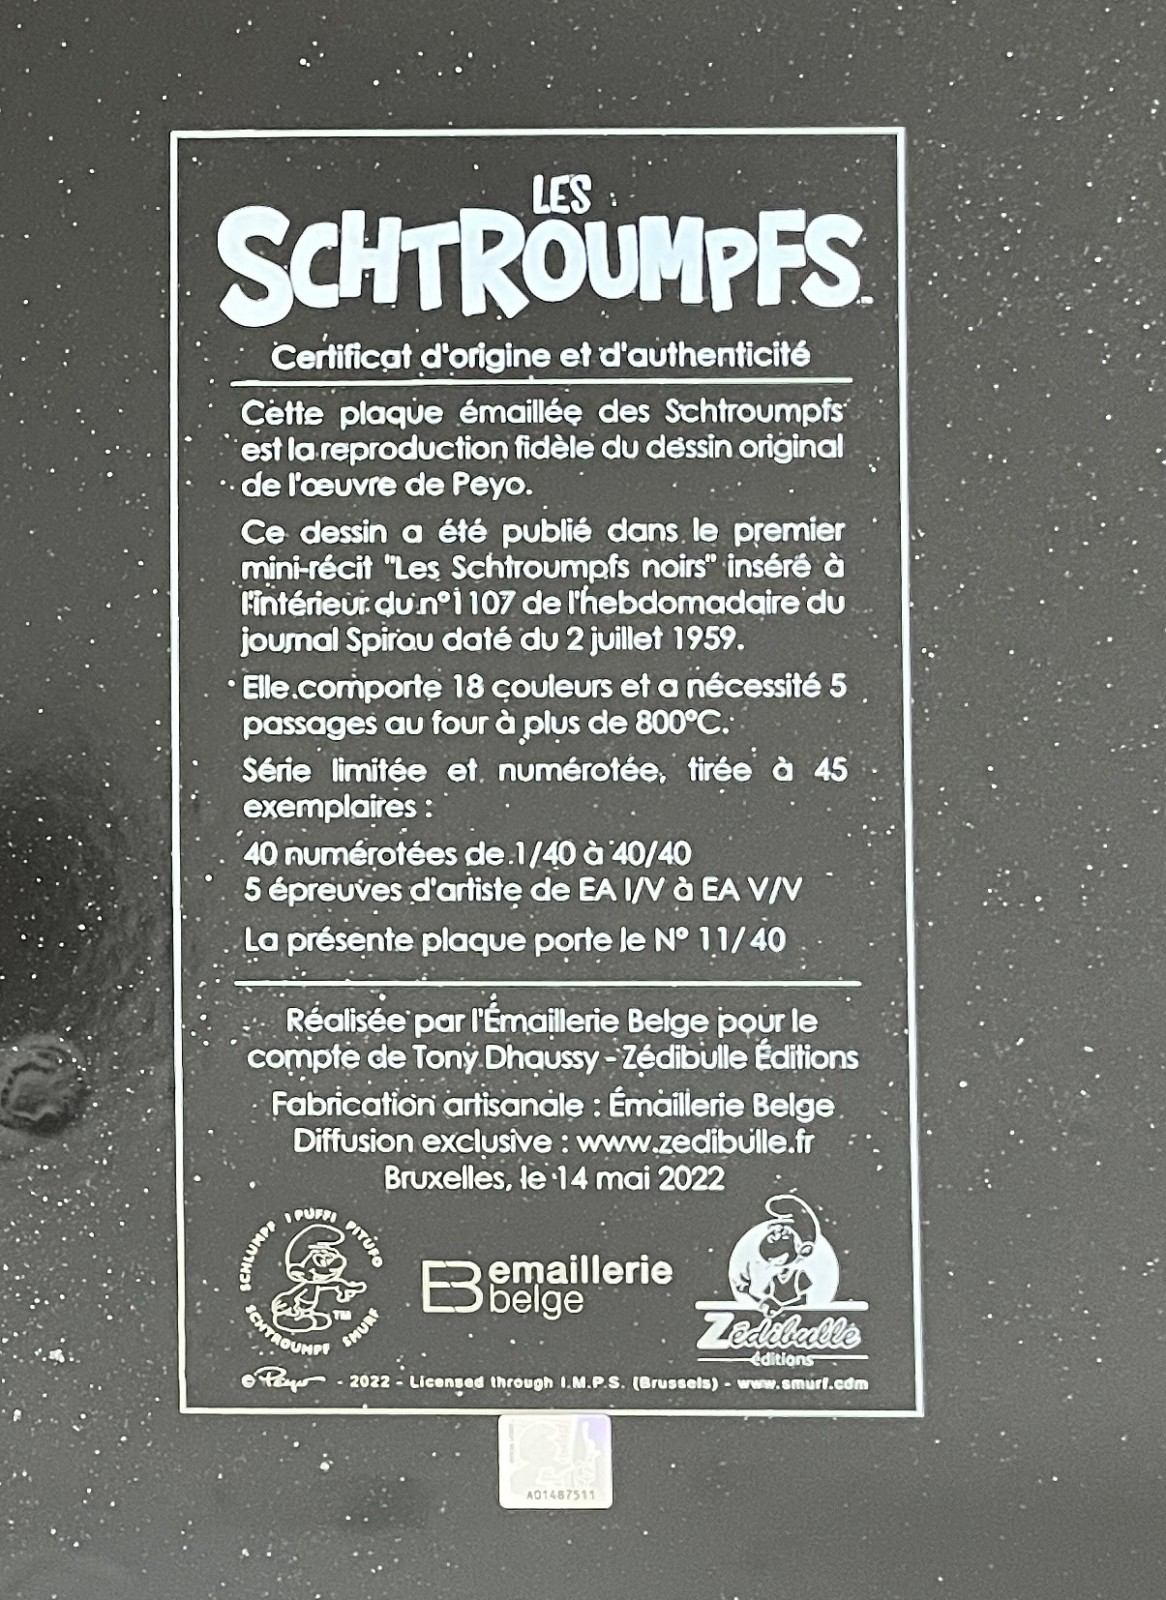 LES
SCHTROUMPFS
Certificat d'origine et d'authenticité
Cette plaque émaillée des Schtroumpfs
est la reproduction fidèle du dessin original
de l'œuvre de Peyo.
Ce dessin a été publié dans le premier
mini-récit "Les Schtroumpfs noirs" inséré à
l'intérieur du n°1107 de l'hebdomadaire du
journal Spirou daté du 2 juillet 1959.
Elle comporte 18 couleurs et a nécessité 5
passages au four à plus de 800°C.
Série limitée et numérotée, tirée à 45
exemplaires :
40 numérotées de 1/40 à 40/40
5 épreuves d'artiste de EA I/V à EA V/V
La présente plaque porte le N° 11/40
Réalisée par l'Émaillerie Belge pour le
compte de Tony Dhaussy - Zédibulle Éditions
Fabrication artisanale : Émaillerie Belge
Diffusion exclusive : www.zedibulle.fr
Bruxelles, le 14 mai 2022
SCHLUMPF I PUFFI PITUFO
SCHTROUMPF SMURF
TM
EB emaillerie
belge
Zédibulle
éditions
© Peyo - 2022 - Licensed through I.M.P.S. (Brussels) - www.smurf.com
A01487511